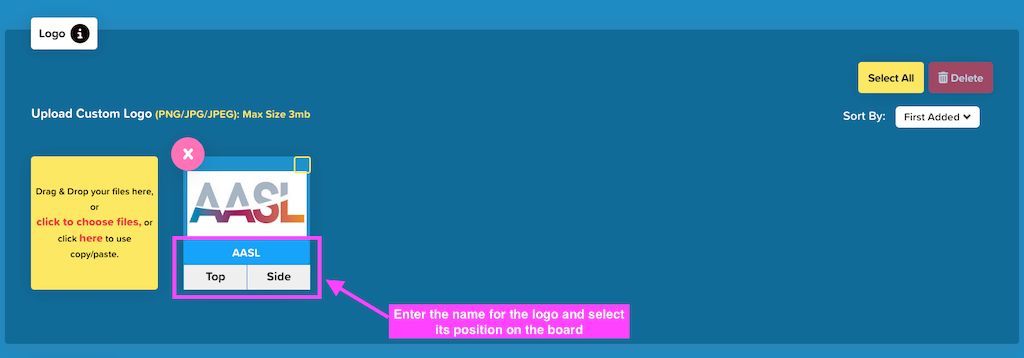 Logo
Select All
Delete
Upload Custom Logo (PNG/JPG/JPEG): Max Size 3mb
Sort By:
First Added
Drag & Drop your files here,
or
click to choose files, or
click here to use
copy/paste.
AASL
AASL
Top
Side
Enter the name for the logo and select
its position on the board